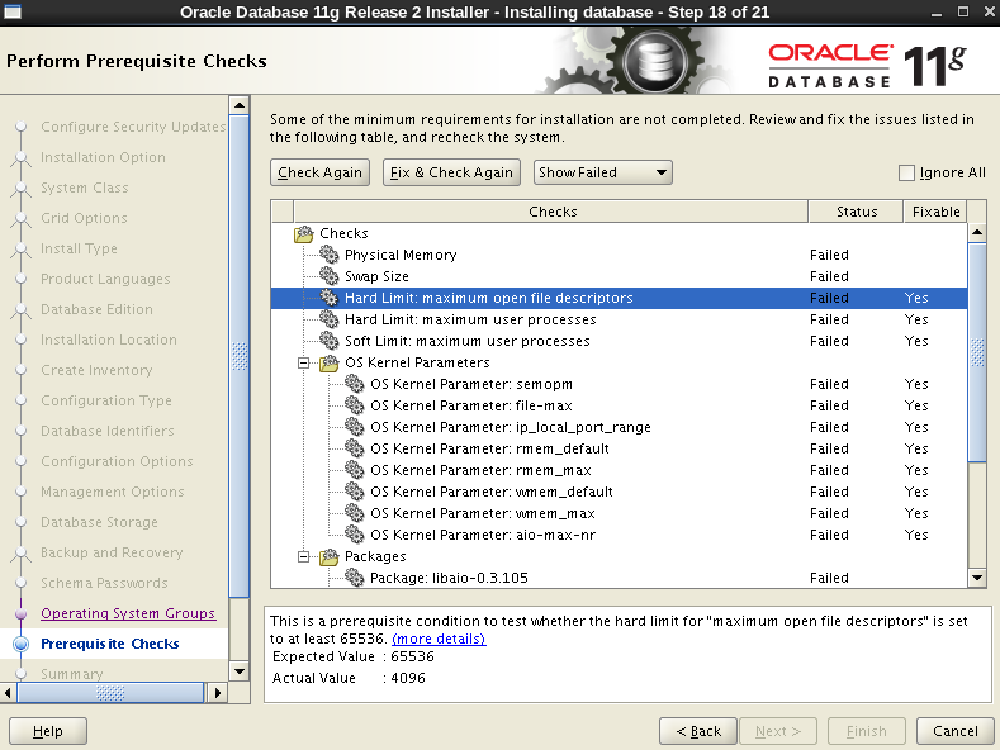 Oracle Database 11g Release 2 Installer - Installing database - Step 18 of 21
Perform Prerequisite Checks
ORACLE
DATABASE
11g
Configure Security Updates
Installation Option
System Class
Grid Options
Install Type
Product Languages
Database Edition
Installation Location
Create Inventory
Configuration Type
Database Identifiers
Configuration Options
Management Options
Database Storage
Backup and Recovery
Schema Passwords
Operating System Groups
Prerequisite Checks
Summary
Some of the minimum requirements for installation are not completed. Review and fix the issues listed in
the following table, and recheck the system.
Check Again
Fix & Check Again
Show Failed
Ignore All
Checks Status Fixable
Checks
Physical Memory Failed
Swap Size Failed
Hard Limit: maximum open file descriptors Failed Yes
Hard Limit: maximum user processes Failed Yes
Soft Limit: maximum user processes Failed Yes
OS Kernel Parameters
OS Kernel Parameter: semopm Failed Yes
OS Kernel Parameter: file-max Failed Yes
OS Kernel Parameter: ip_local_port_range Failed Yes
OS Kernel Parameter: rmem_default Failed Yes
OS Kernel Parameter: rmem_max Failed Yes
OS Kernel Parameter: wmem_default Failed Yes
OS Kernel Parameter: wmem_max Failed Yes
OS Kernel Parameter: aio-max-nr Failed Yes
Packages
Package: libaio-0.3.105 Failed
This is a prerequisite condition to test whether the hard limit for "maximum open file descriptors" is set
to at least 65536. (more details)
Expected Value : 65536
Actual Value : 4096
Help
< Back
Next >
Finish
Cancel